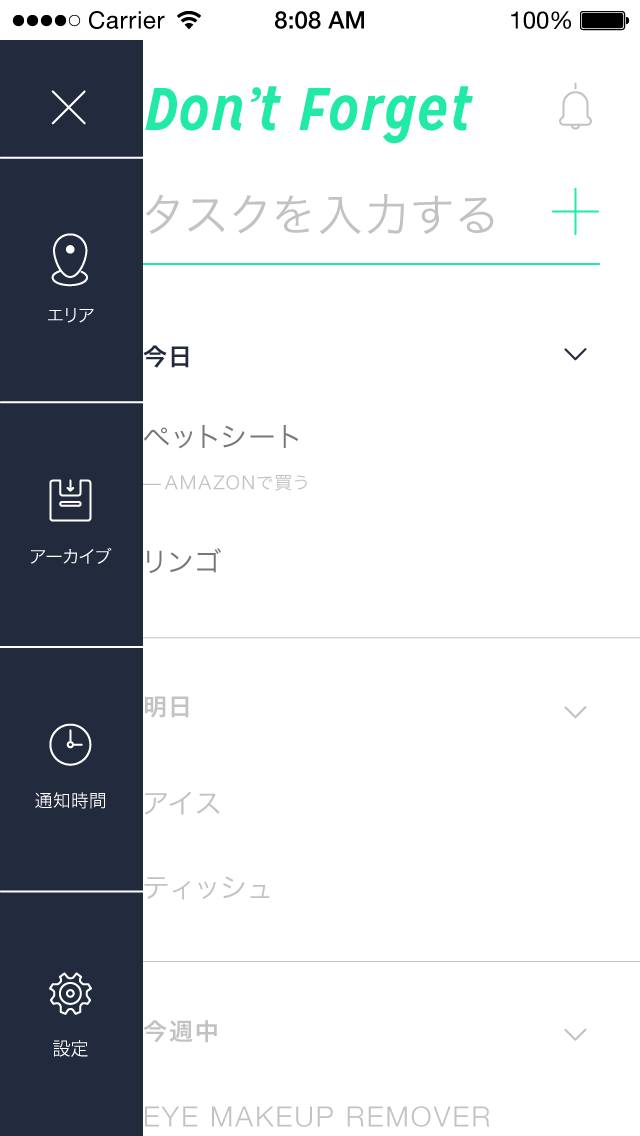 Carrier 8:08 AM 100%
Don't Forget
タスクを入力する
エリア
今日
ペットシート
—AMAZONで買う
アーカイブ
リンゴ
明日
通知時間
アイス
ティッシュ
今週中
設定
EYE MAKEUP REMOVER